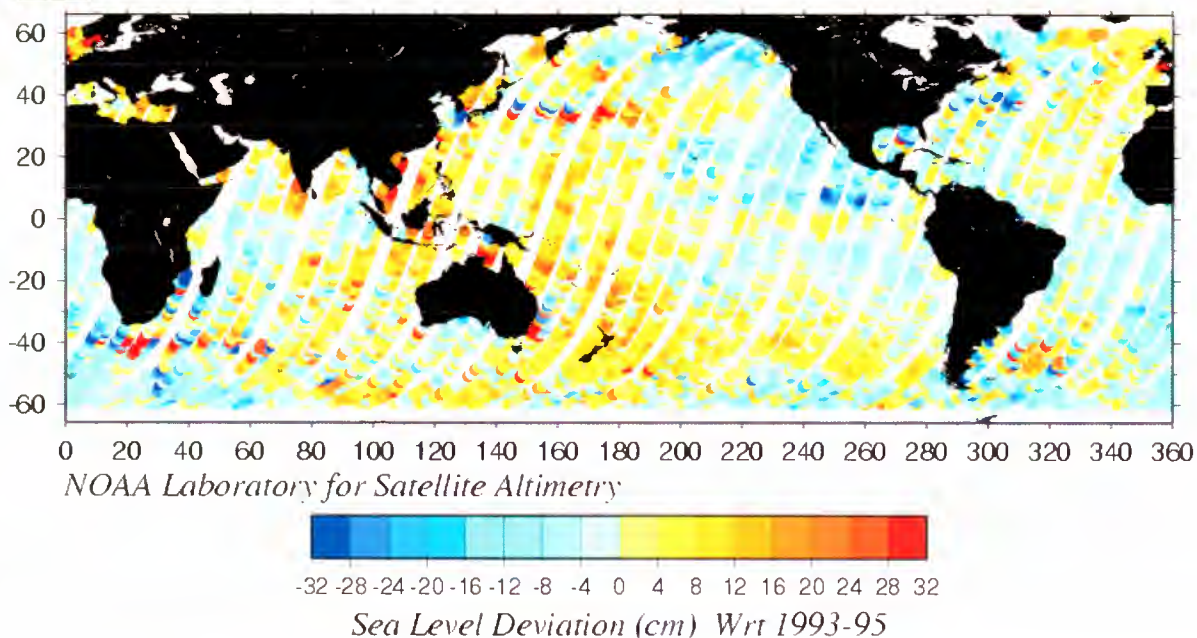 60
40
20
0
-20
-40
-60
0 20 40 60 80 100 120 140 160 180 200 220 240 260 280 300 320 340 360
NOAA Laboratory for Satellite Altimetry
-32 -28 -24 -20 -16 -12 -8 -4 0 4 8 12 16 20 24 28 32
Sea Level Deviation (cm) Wrt 1993-95